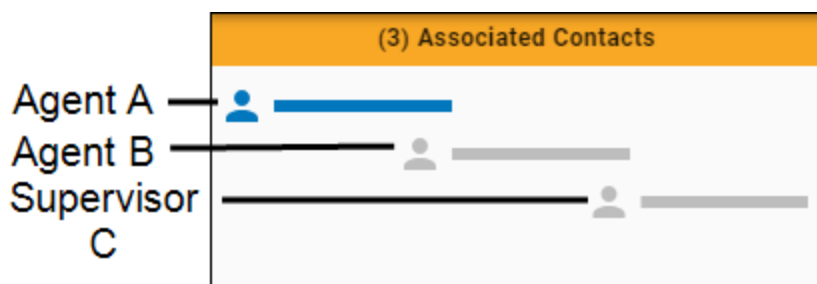 (3) Associated Contacts
Agent A
Agent B
Supervisor
C